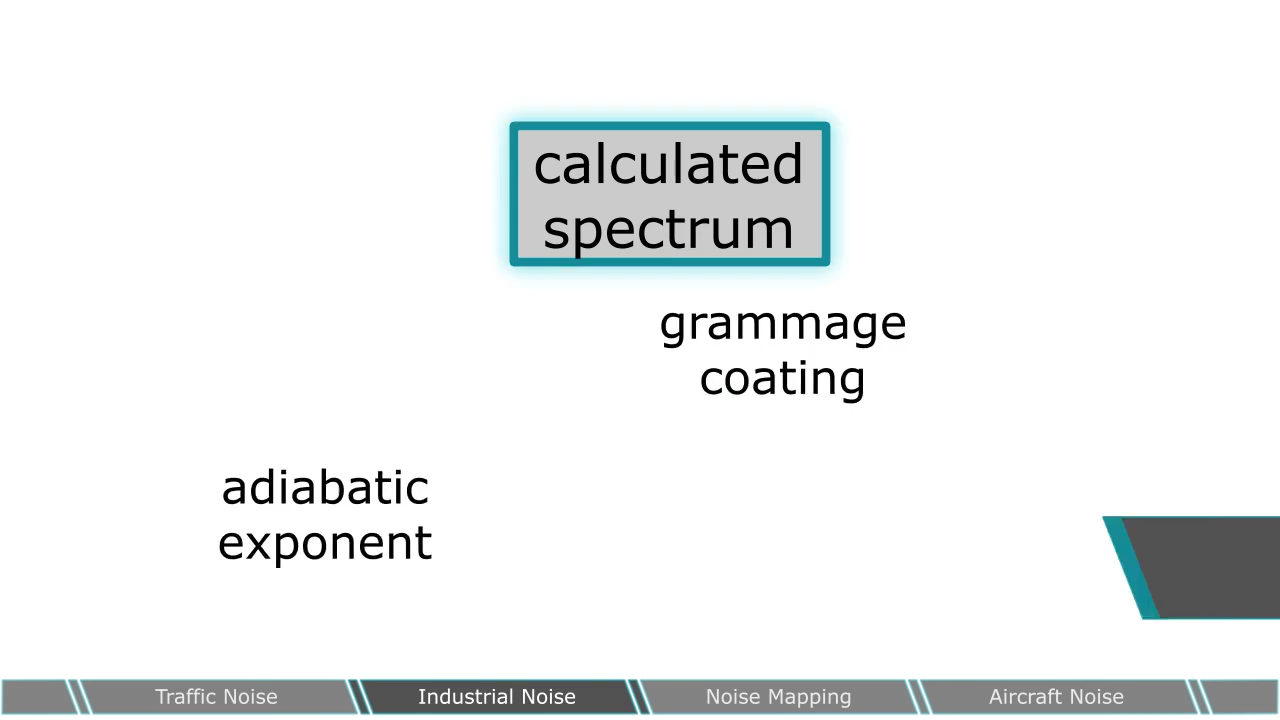 calculated
spectrum
grammage
coating
adiabatic
exponent
Traffic Noise
Industrial Noise
Noise Mapping
Aircraft Noise